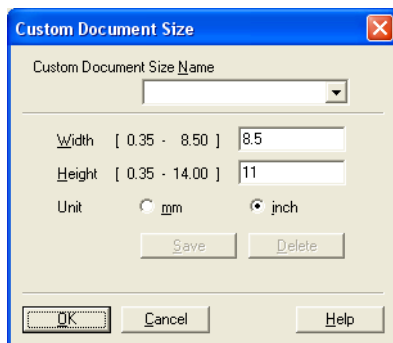 Custom Document Size
Custom Document Size Name
Width [ 0.35 - 8.50 ] 8.5
Height [ 0.35 - 14.00 ] 11
Unit mm inch
Save Delete
OK Cancel Help